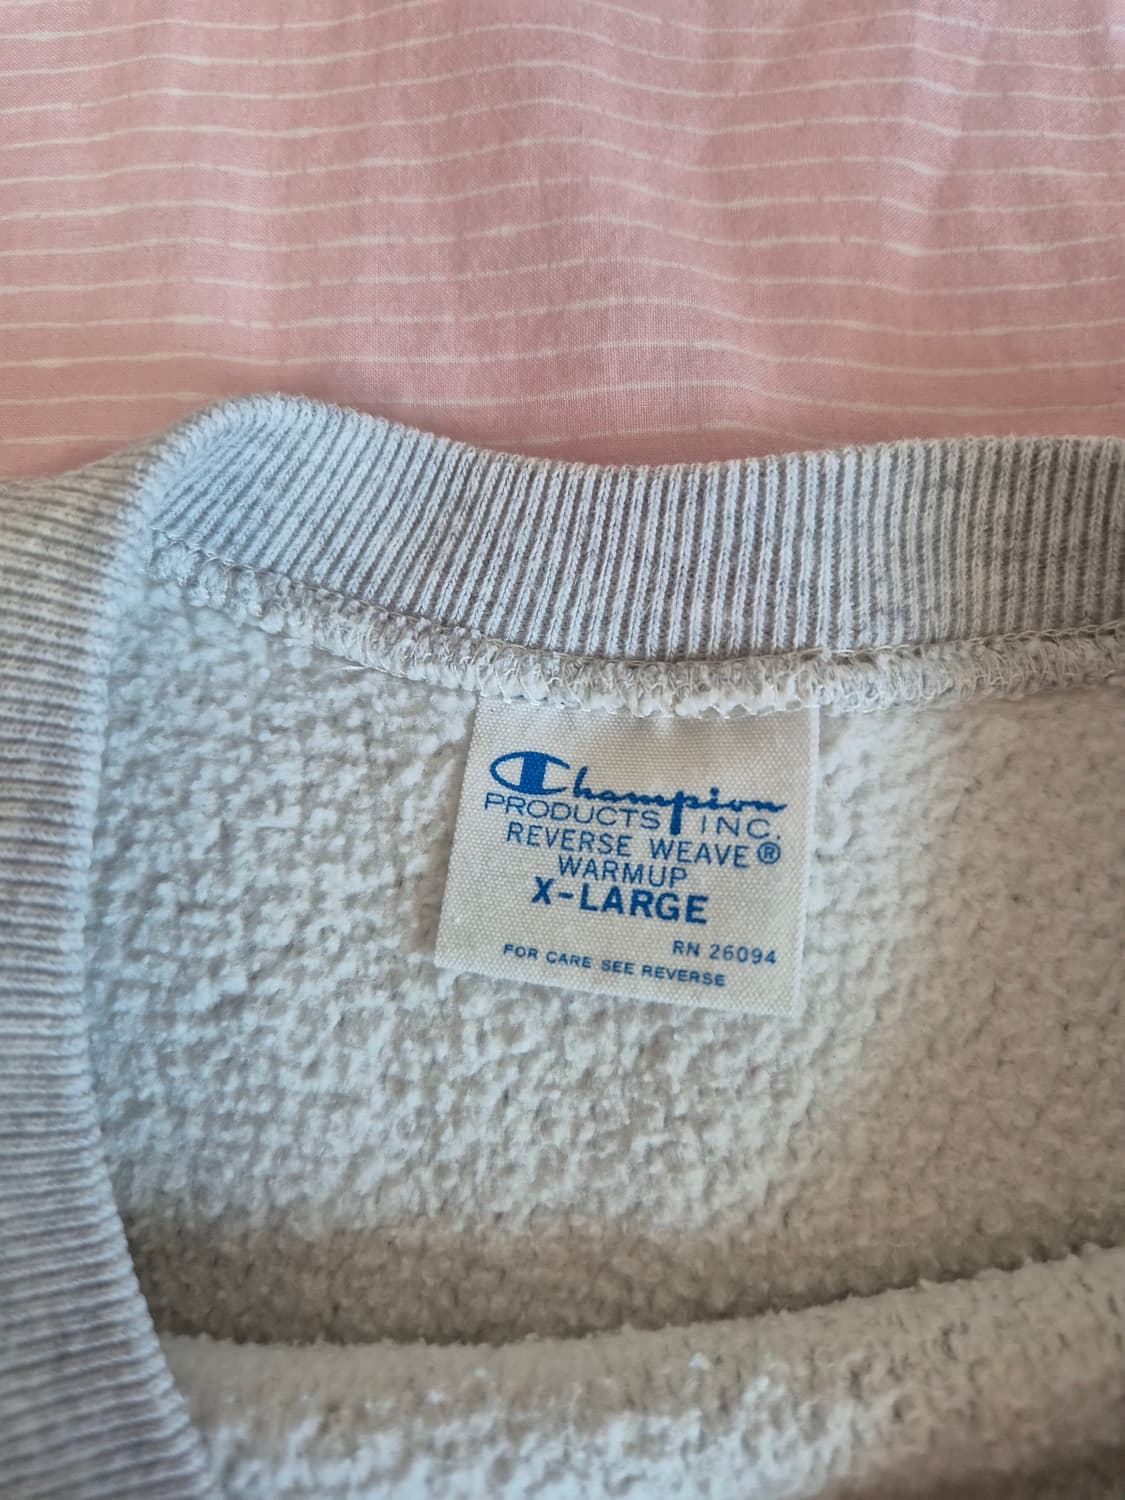 Champion
PRODUCTS INC.
REVERSE WEAVE®
WARMUP
X-LARGE
RN 26094
FOR CARE SEE REVERSE